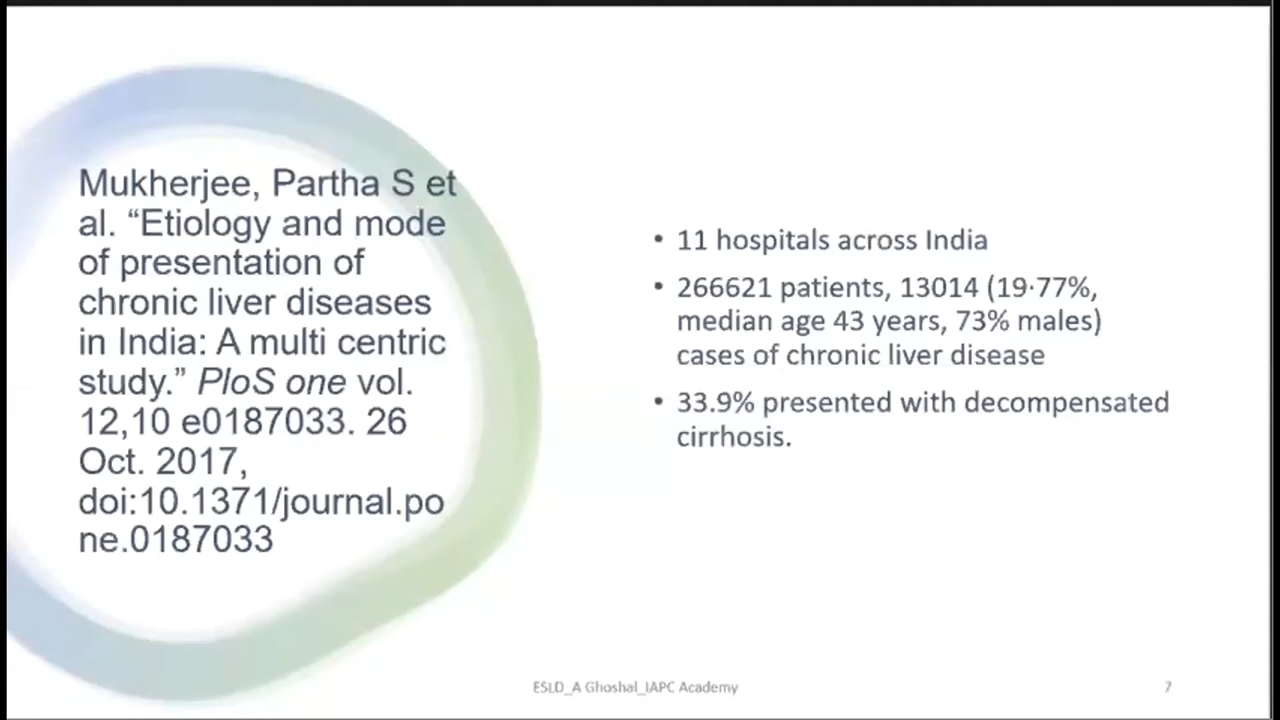 Mukherjee, Partha S et
al. “Etiology and mode
of presentation of
chronic liver diseases
in India: A multi centric
study.” PloS one vol.
12,10 e0187033. 26
Oct. 2017,
doi:10.1371/journal.po
ne.0187033
• 11 hospitals across India
• 266621 patients, 13014 (19·77%,
median age 43 years, 73% males)
cases of chronic liver disease
• 33.9% presented with decompensated
cirrhosis.
ESLD_A Ghoshal_IAPC Academy
7